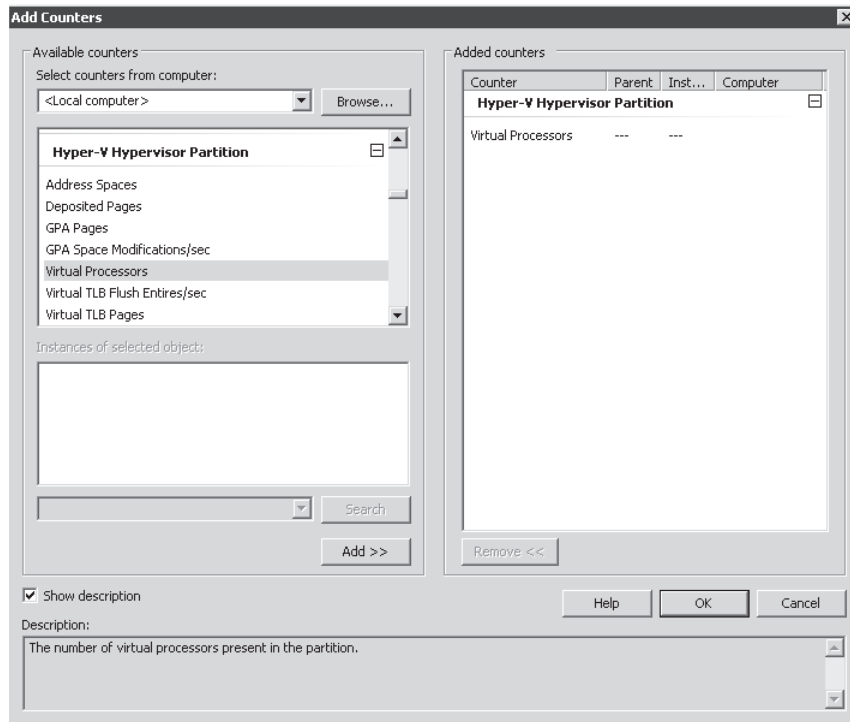 Add Counters
Available counters
Select counters from computer:
<Local computer>
Browse...
Hyper-V Hypervisor Partition
Address Spaces
Deposited Pages
GPA Pages
GPA Space Modifications/sec
Virtual Processors
Virtual TLB Flush Entires/sec
Virtual TLB Pages
Instances of selected object:
Search
Add >>
Added counters
Counter Parent Inst... Computer
Hyper-V Hypervisor Partition
Virtual Processors --- ---
Remove <<
Show description
Help OK Cancel
Description:
The number of virtual processors present in the partition.